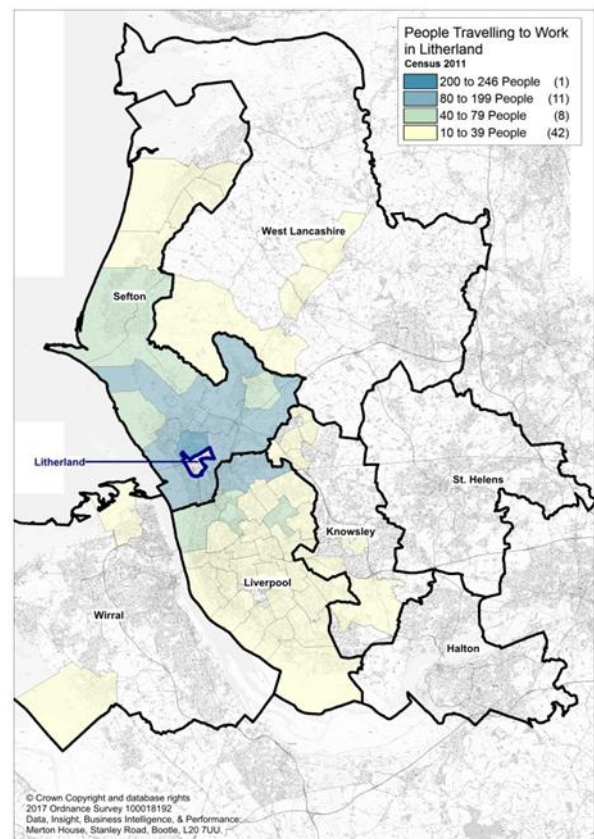 People Travelling to Work
in Litherland
Census 2011
200 to 246 People (1)
80 to 199 People (11)
40 to 79 People (8)
10 to 39 People (42)
West Lancashire
Sefton
Litherland
St. Helens
Knowsley
Liverpool
Wirral
Halton
© Crown Copyright and database rights
2017 Ordnance Survey 100018192
Data, Insight, Business Intelligence, & Performance,
Merton House, Stanley Road, Bootle, L20 7UU.